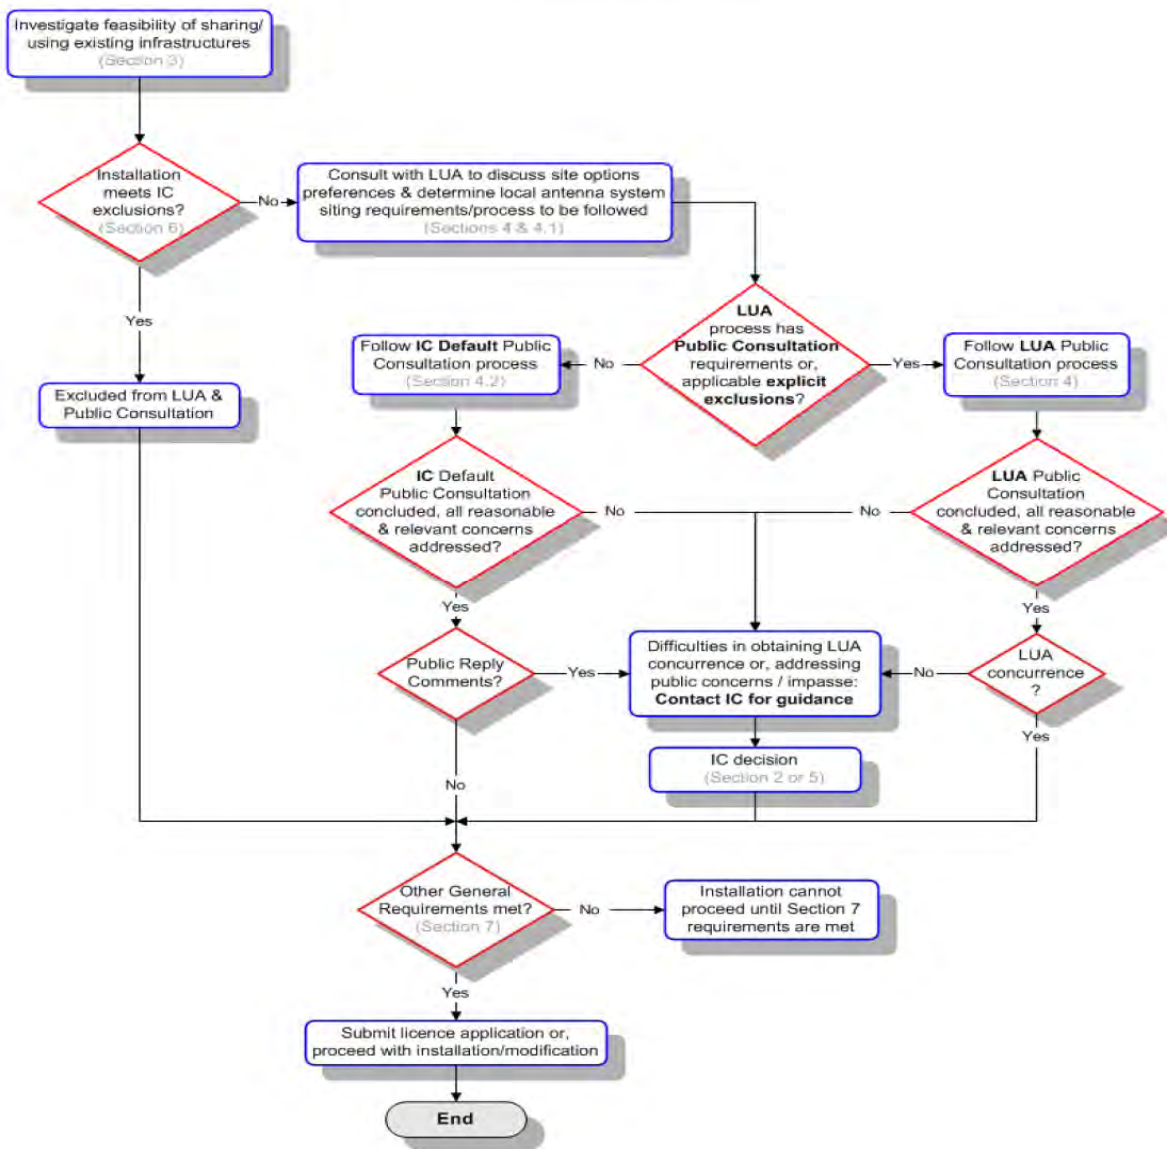 Investigate feasibility of sharing/
using existing infrastructures
(Section 3)
Installation
meets IC
exclusions?
(Section 6)
No
Consult with LUA to discuss site options
preferences & determine local antenna system
siting requirements/process to be followed
(Sections 4 & 4.1)
Yes
LUA
process has
Public Consultation
requirements or,
applicable explicit
exclusions?
No
Yes
Follow IC Default Public
Consultation process
(Section 4.2)
Follow LUA Public
Consultation process
(Section 4)
Excluded from LUA &
Public Consultation
IC Default
Public Consultation
concluded, all reasonable
& relevant concerns
addressed?
No
No
LUA Public
Consultation
concluded, all reasonable
& relevant concerns
addressed?
Yes
Yes
Public Reply
Comments?
Yes
Difficulties in obtaining LUA
concurrence or, addressing
public concerns / impasse:
Contact IC for guidance
No
LUA
concurrence
?
Yes
IC decision
(Section 2 or 5)
No
Other General
Requirements met?
(Section 7)
No
Installation cannot
proceed until Section 7
requirements are met
Yes
Submit licence application or,
proceed with installation/modification
End